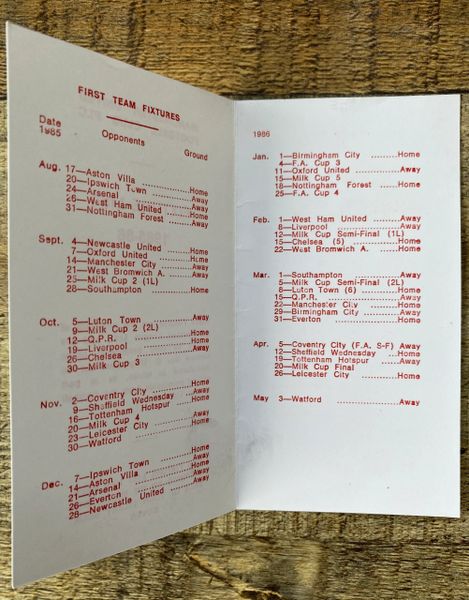 FIRST TEAM FIXTURES
Date
1985
Opponents
Ground
Aug. 17—Aston Villa ........Home
20—Ipswich Town ........Away
24—Arsenal ........Away
26—West Ham United ........Home
31—Nottingham Forest ........Away
Sept. 4—Newcastle United ........Home
7—Oxford United ........Home
14—Manchester City ........Away
21—West Bromwich A. ........Away
25—Milk Cup 2 (1L)
28—Southampton ........Home
Oct. 5—Luton Town ........Away
9—Milk Cup 2 (2L)
12—Q.P.R. ........Home
19—Liverpool ........Away
26—Chelsea ........Home
30—Milk Cup 3
Nov. 2—Coventry City ........Home
9—Sheffield Wednesday ........Away
16—Tottenham Hotspur ........Home
20—Milk Cup 4
23—Leicester City ........Away
30—Watford ........Home
Dec. 7—Ipswich Town ........Home
14—Aston Villa ........Away
21—Arsenal ........Home
26—Everton ........Away
28—Newcastle United ........Away
1986
Jan. 1—Birmingham City ........Home
4—F.A. Cup 3
11—Oxford United ........Away
15—Milk Cup 5
18—Nottingham Forest ........Home
25—F.A. Cup 4
Feb. 1—West Ham United ........Away
8—Liverpool ........Away
12—Milk Cup Semi-Final (1L)
15—Chelsea (5) ........Home
22—West Bromwich A. ........Home
Mar. 1—Southampton ........Away
5—Milk Cup Semi-Final (2L)
8—Luton Town (6) ........Home
15—Q.P.R. ........Away
22—Manchester City ........Home
29—Birmingham City ........Away
31—Everton ........Home
Apr. 5—Coventry City (F.A. S-F) Away
12—Sheffield Wednesday ........Home
19—Tottenham Hotspur ........Away
20—Milk Cup Final
26—Leicester City ........Home
May 3—Watford ........Away